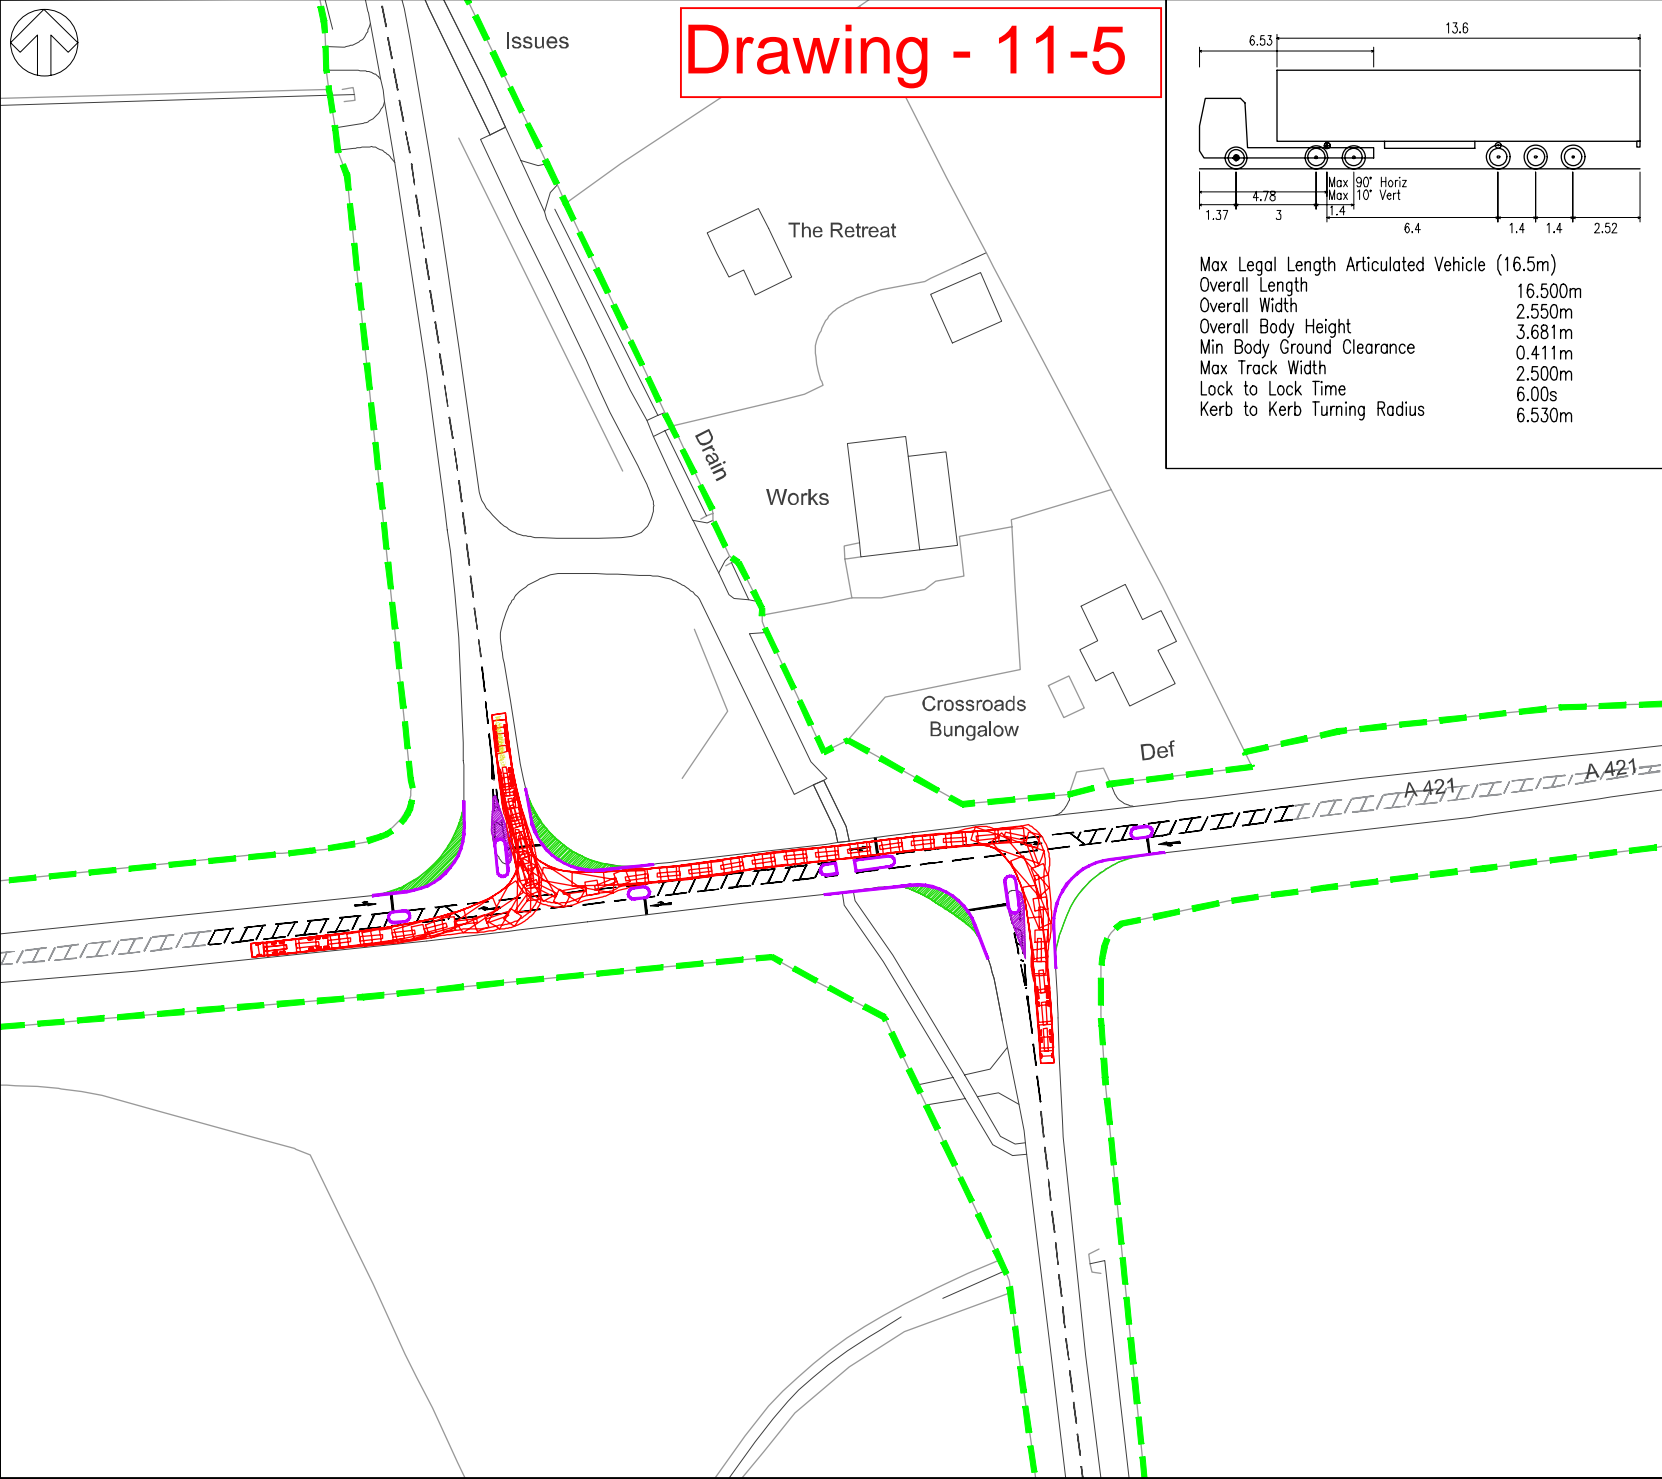 Drawing - 11-5
Issues
The Retreat
Drain
Works
Crossroads
Bungalow
Def
A 421
A 421
13.6
6.53
Max 90° Horiz
Max 10° Vert
4.78
1.37
3
1.4
6.4
1.4
1.4
2.52
Max Legal Length Articulated Vehicle (16.5m)
Overall Length 16.500m
Overall Width 2.550m
Overall Body Height 3.681m
Min Body Ground Clearance 0.411m
Max Track Width 2.500m
Lock to Lock Time 6.00s
Kerb to Kerb Turning Radius 6.530m